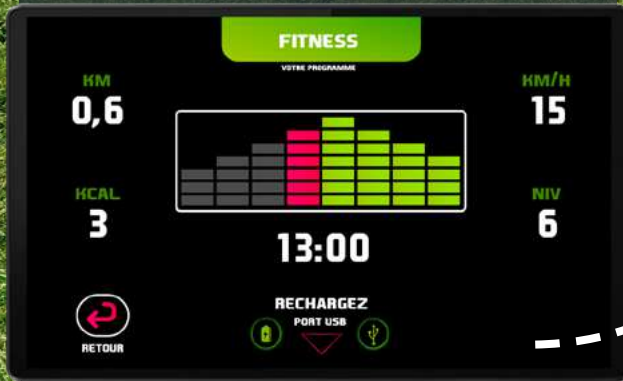 FITNESS
VOTRE PROGRAMME
KM
0,6
KM/H
15
KCAL
3
NIV
6
13:00
RECHARGEZ
PORT USB
RETOUR